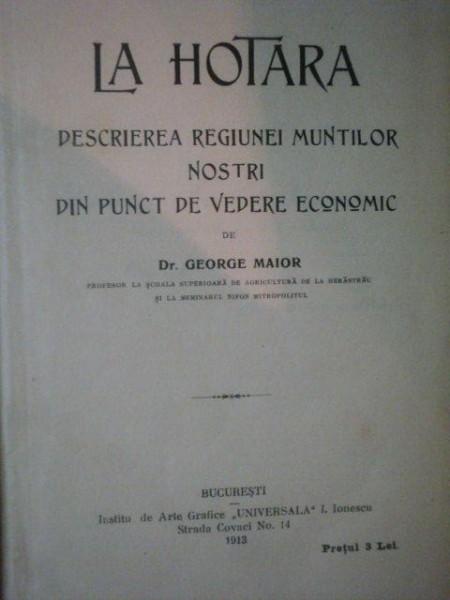 LA HOTARA
DESCRIEREA REGIUNEI MUNTILOR
NOSTRI
DIN PUNCT DE VEDERE ECONOMIC
DE
Dr. GEORGE MAIOR
PROFESOR LA ȘCOALA SUPERIOARĂ DE AGRICULTURĂ DE LA HERĂSTRĂU
ȘI LA SEMINARUL NIFON MITROPOLITUL
BUCUREȘTI
Institu de Arte Grafice „UNIVERSALA" I. Ionescu
Strada Covaci No. 14
1913
Prețul 3 Lei.